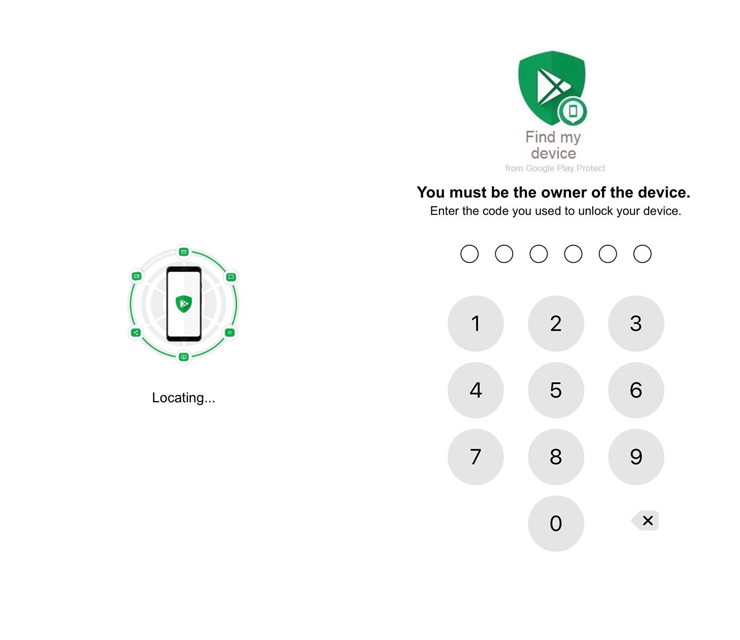 Locating...
Find my
device
from Google Play Protect
You must be the owner of the device.
Enter the code you used to unlock your device.
1 2 3
4 5 6
7 8 9
0